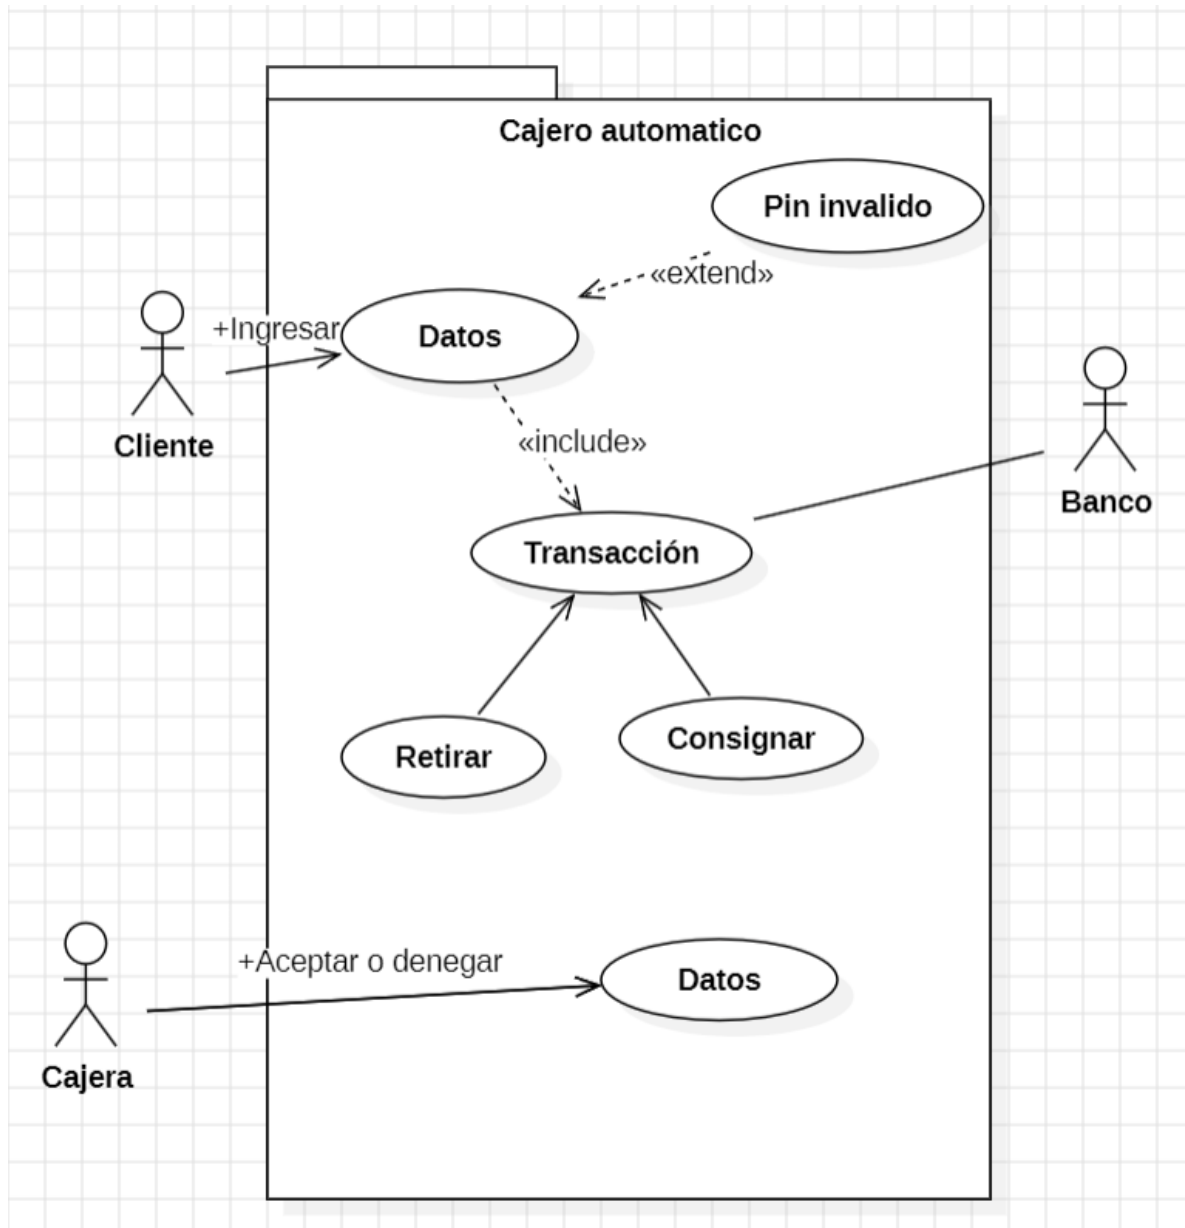 Cajero automatico
Pin invalido
«extend»
+Ingresar
Datos
Cliente
«include»
Banco
Transacción
Retirar
Consignar
+Aceptar o denegar
Datos
Cajera